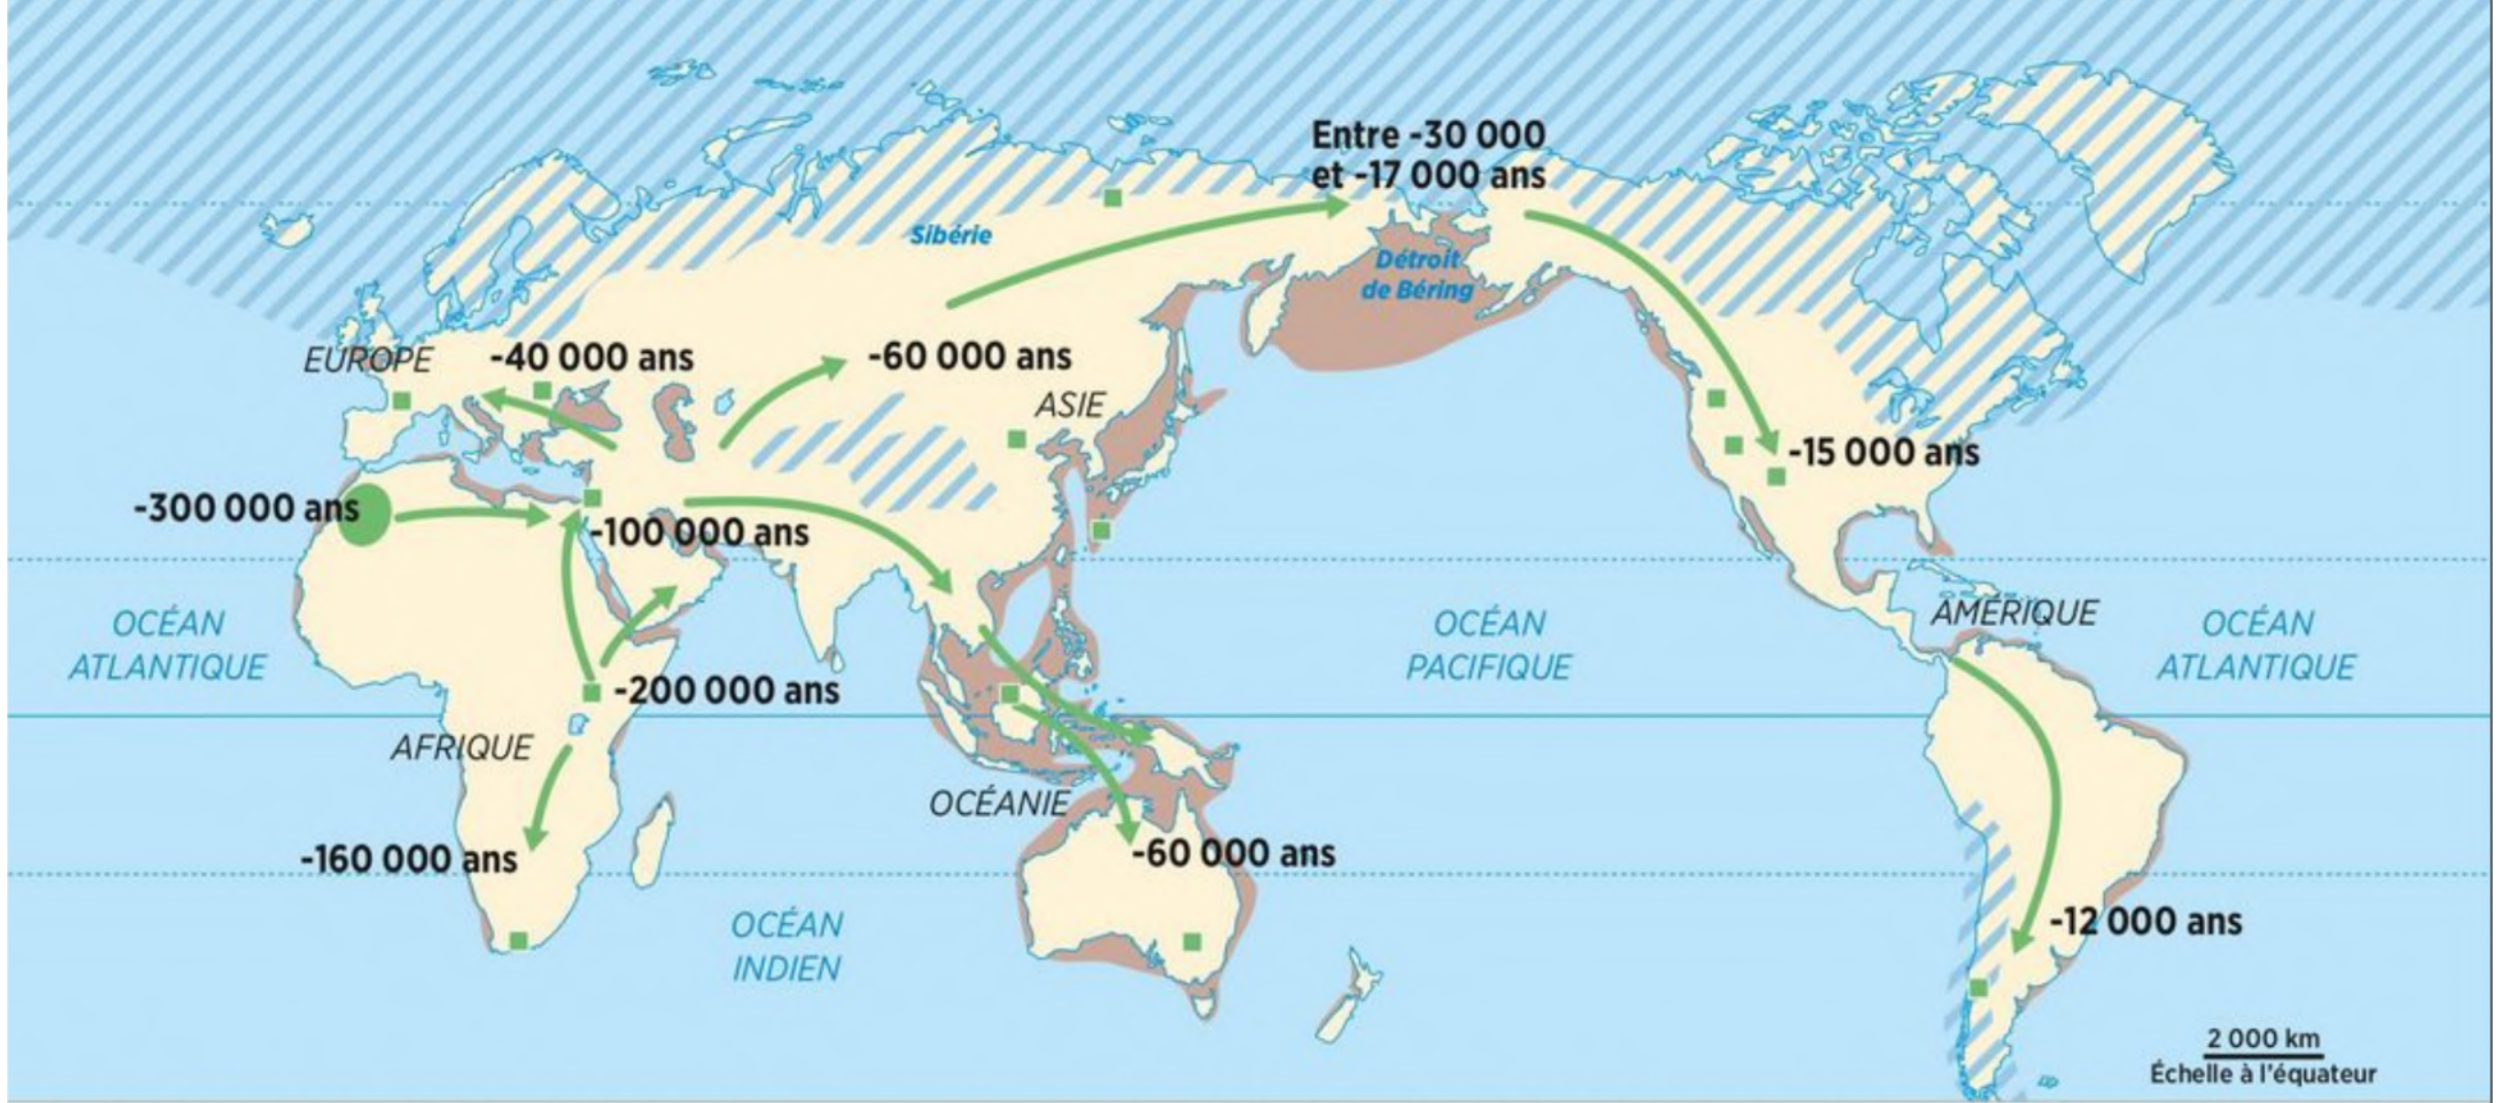 Entre -30 000
et -17 000 ans
Sibérie
Détroit
de Béring
EUROPE
-40 000 ans
-60 000 ans
ASIE
-15 000 ans
-300 000 ans
-100 000 ans
OCÉAN
ATLANTIQUE
OCÉAN
PACIFIQUE
AMÉRIQUE
OCÉAN
ATLANTIQUE
-200 000 ans
AFRIQUE
OCÉANIE
-160 000 ans
-60 000 ans
OCÉAN
INDIEN
-12 000 ans
2 000 km
Échelle à l'équateur